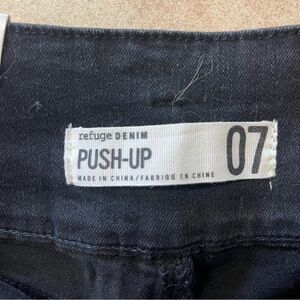 refuge DENIM
PUSH-UP 07
MADE IN CHINA/FABRIQUÉ EN CHINE